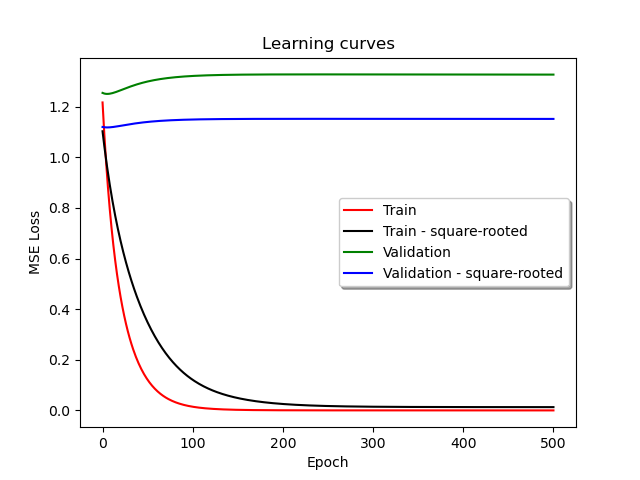 Learning curves
MSE Loss
1.2
1.0
0.8
0.6
0.4
0.2
0.0
Train
Train - square-rooted
Validation
Validation - square-rooted
0 100 200 300 400 500
Epoch